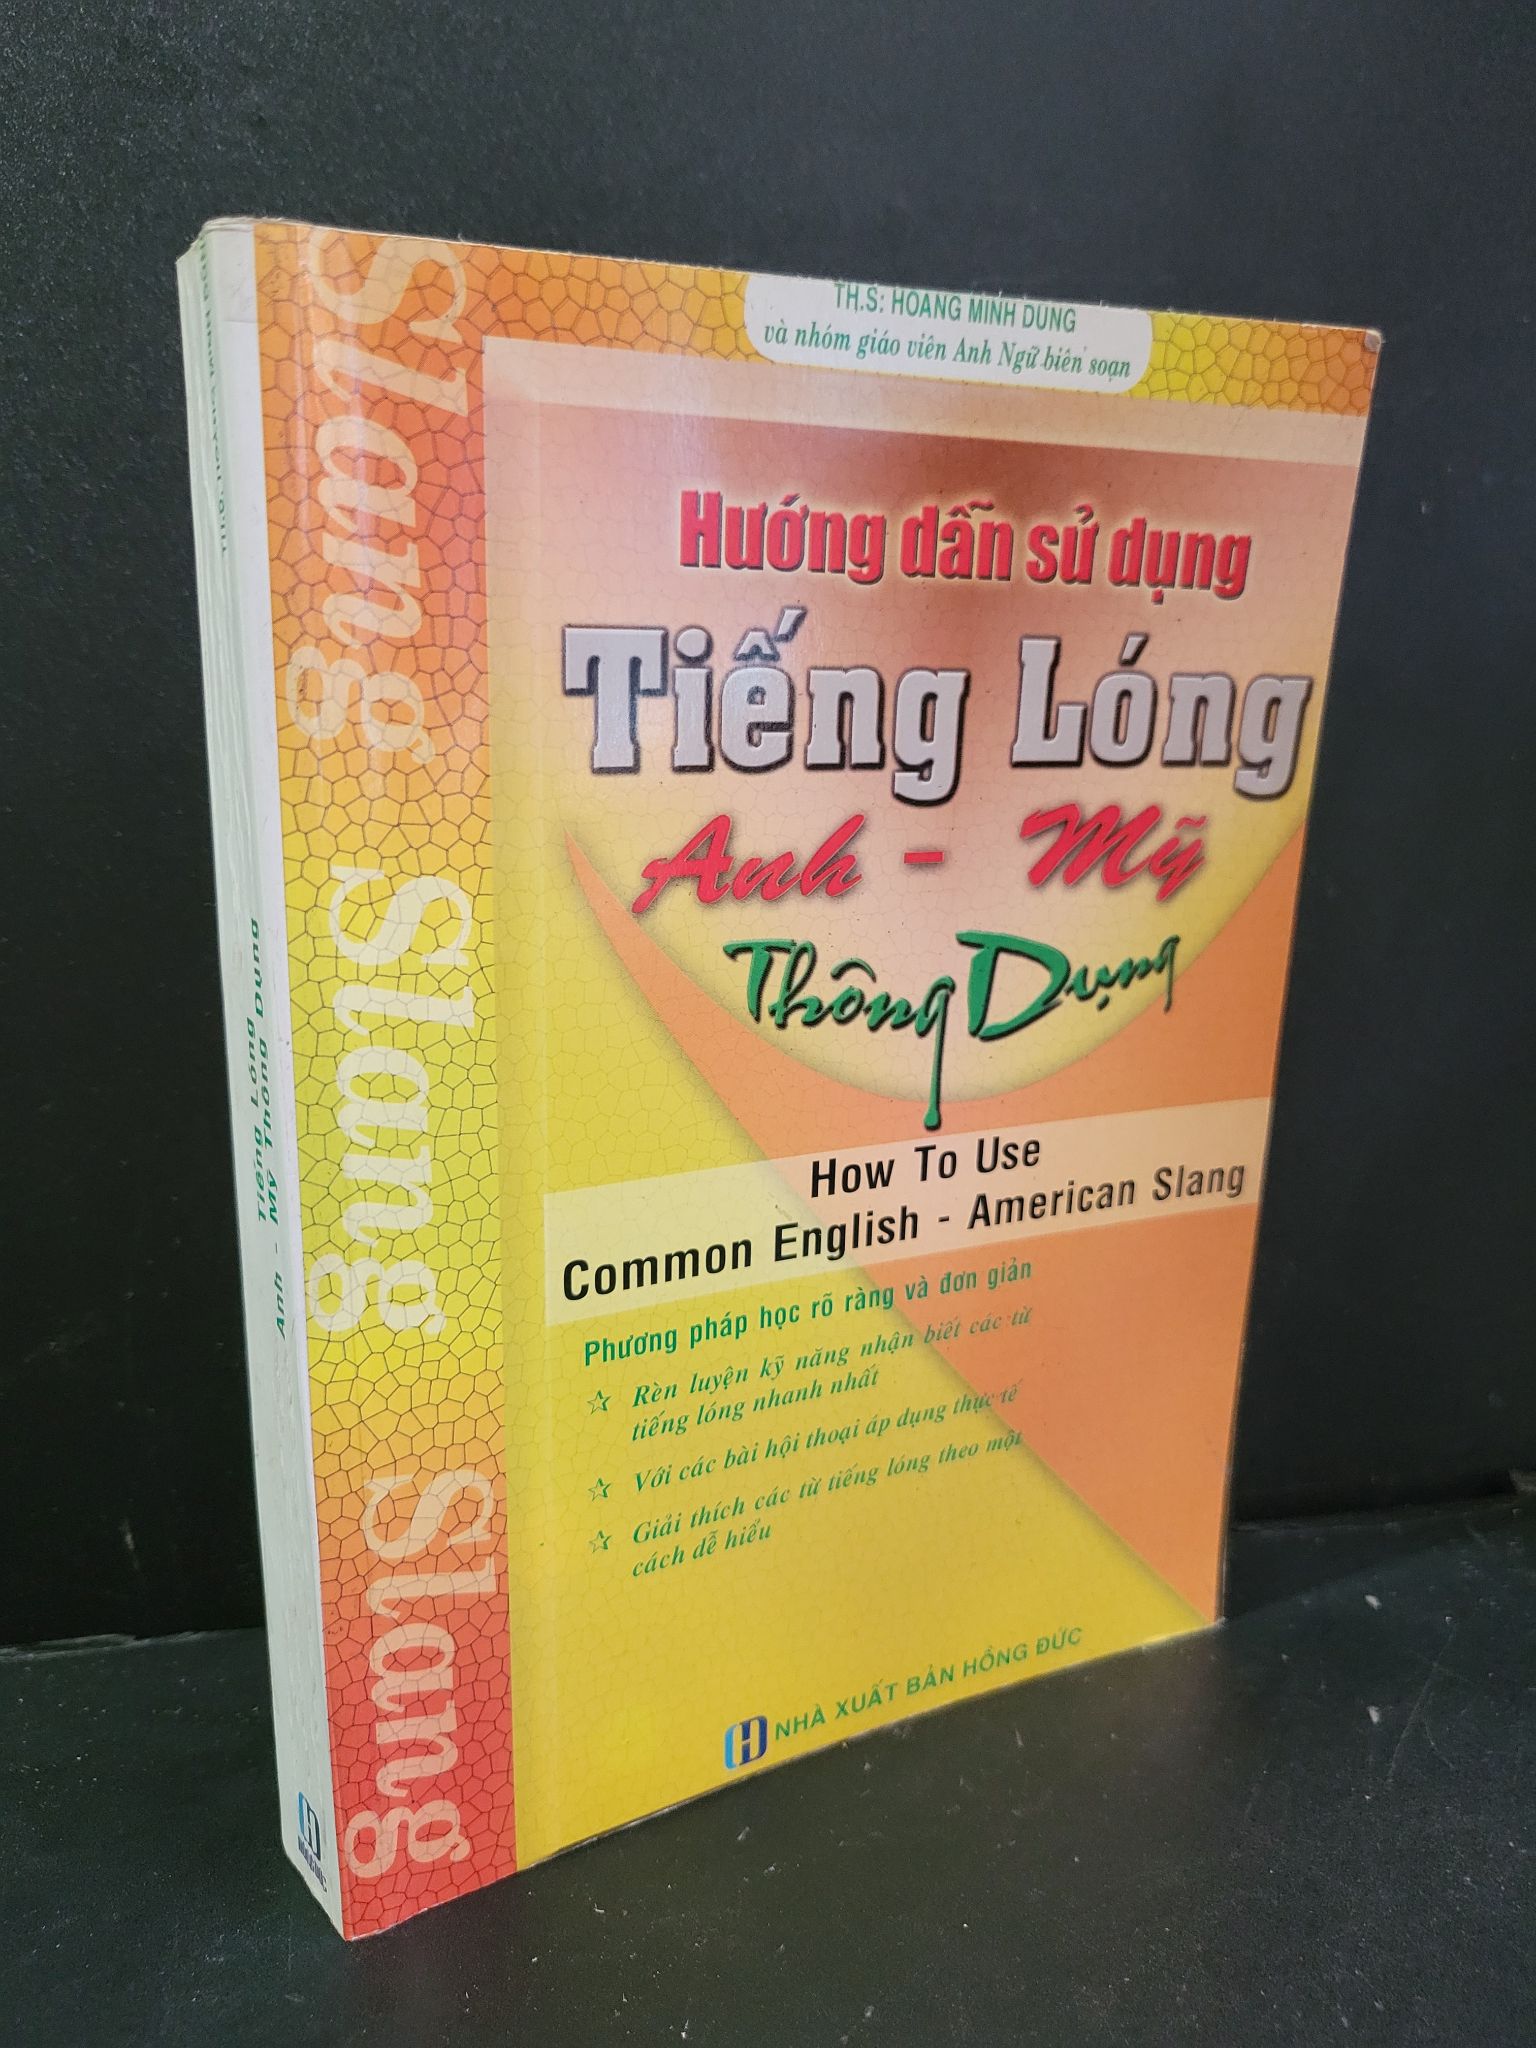 TH.S: HOÀNG MINH DUNG
và nhóm giáo viên Anh Ngữ biên soạn
Hướng dẫn sử dụng
Tiếng Lóng
Anh - Mỹ
Thông Dụng
How To Use
Common English - American Slang
Phương pháp học rõ ràng và đơn giản
☆ Rèn luyện kỹ năng nhận biết các từ
tiếng lóng nhanh nhất
☆ Với các bài hội thoại áp dụng thực tế
☆ Giải thích các từ tiếng lóng theo một
cách dễ hiểu
NHÀ XUẤT BẢN HỒNG ĐỨC
Slang Slang Slang
Tiếng Lóng
Anh - Mỹ Thông Dụng